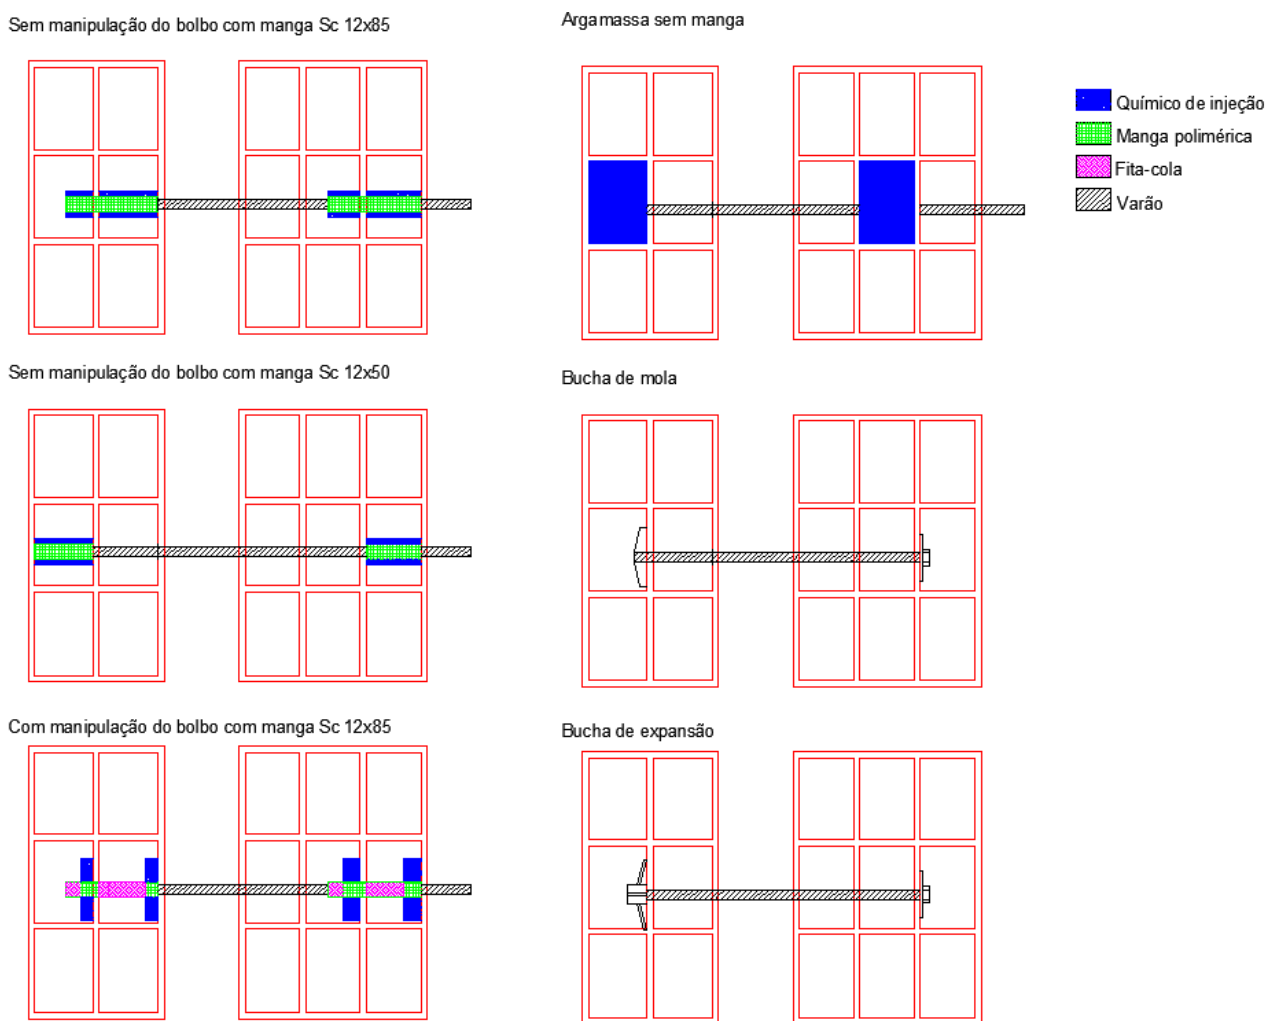 Sem manipulação do bolbo com manga Sc 12x85
Argamassa sem manga
Químico de injeção
Manga polimérica
Fita-cola
Varão
Sem manipulação do bolbo com manga Sc 12x50
Bucha de mola
Com manipulação do bolbo com manga Sc 12x85
Bucha de expansão